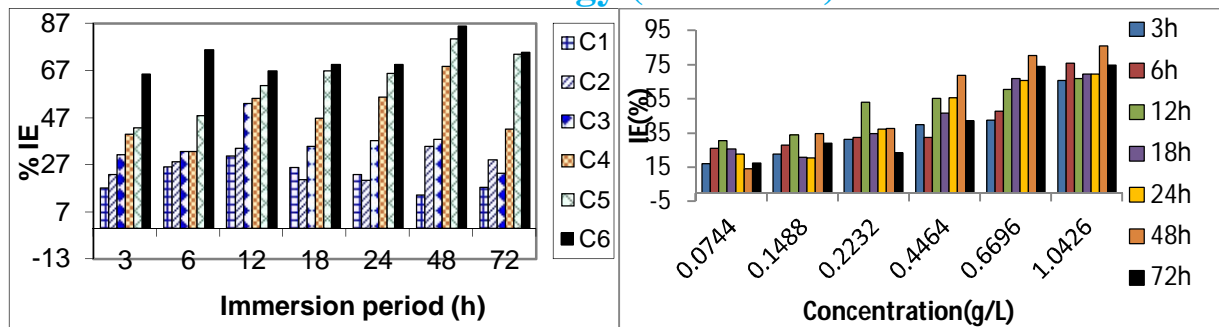 gy (
87
67
47
27
7
-13
% IE
3 6 12 18 24 48 72
Immersion period (h)
C1
C2
C3
C4
C5
C6
95
75
55
35
15
-5
IE(%)
0.0744 0.1488 0.2232 0.4464 0.6696 1.0426
Concentration(g/L)
3h
6h
12h
18h
24h
48h
72h